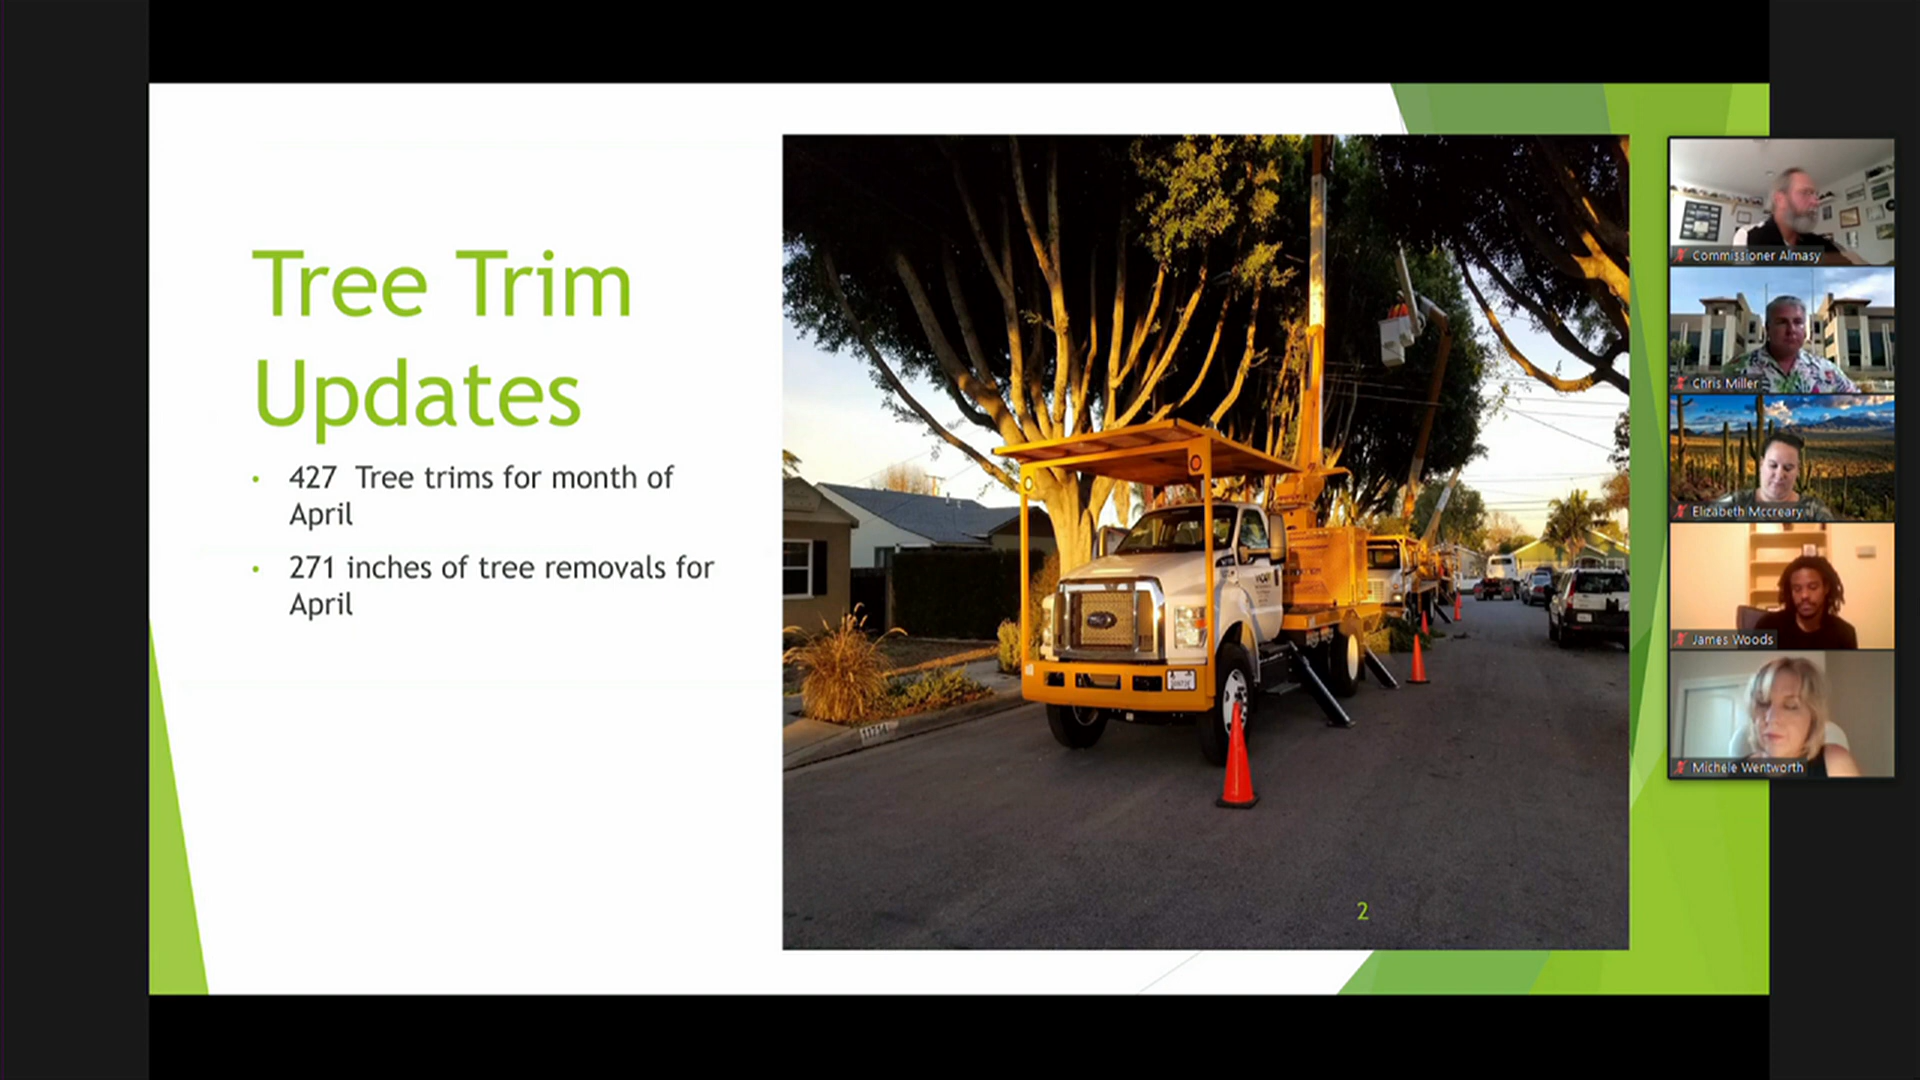 Tree Trim
Updates
• 427 Tree trims for month of
April
• 271 inches of tree removals for
April
2
Commissioner Almasy
Chris Miller
Elizabeth Mccreary
James Woods
Michele Wentworth